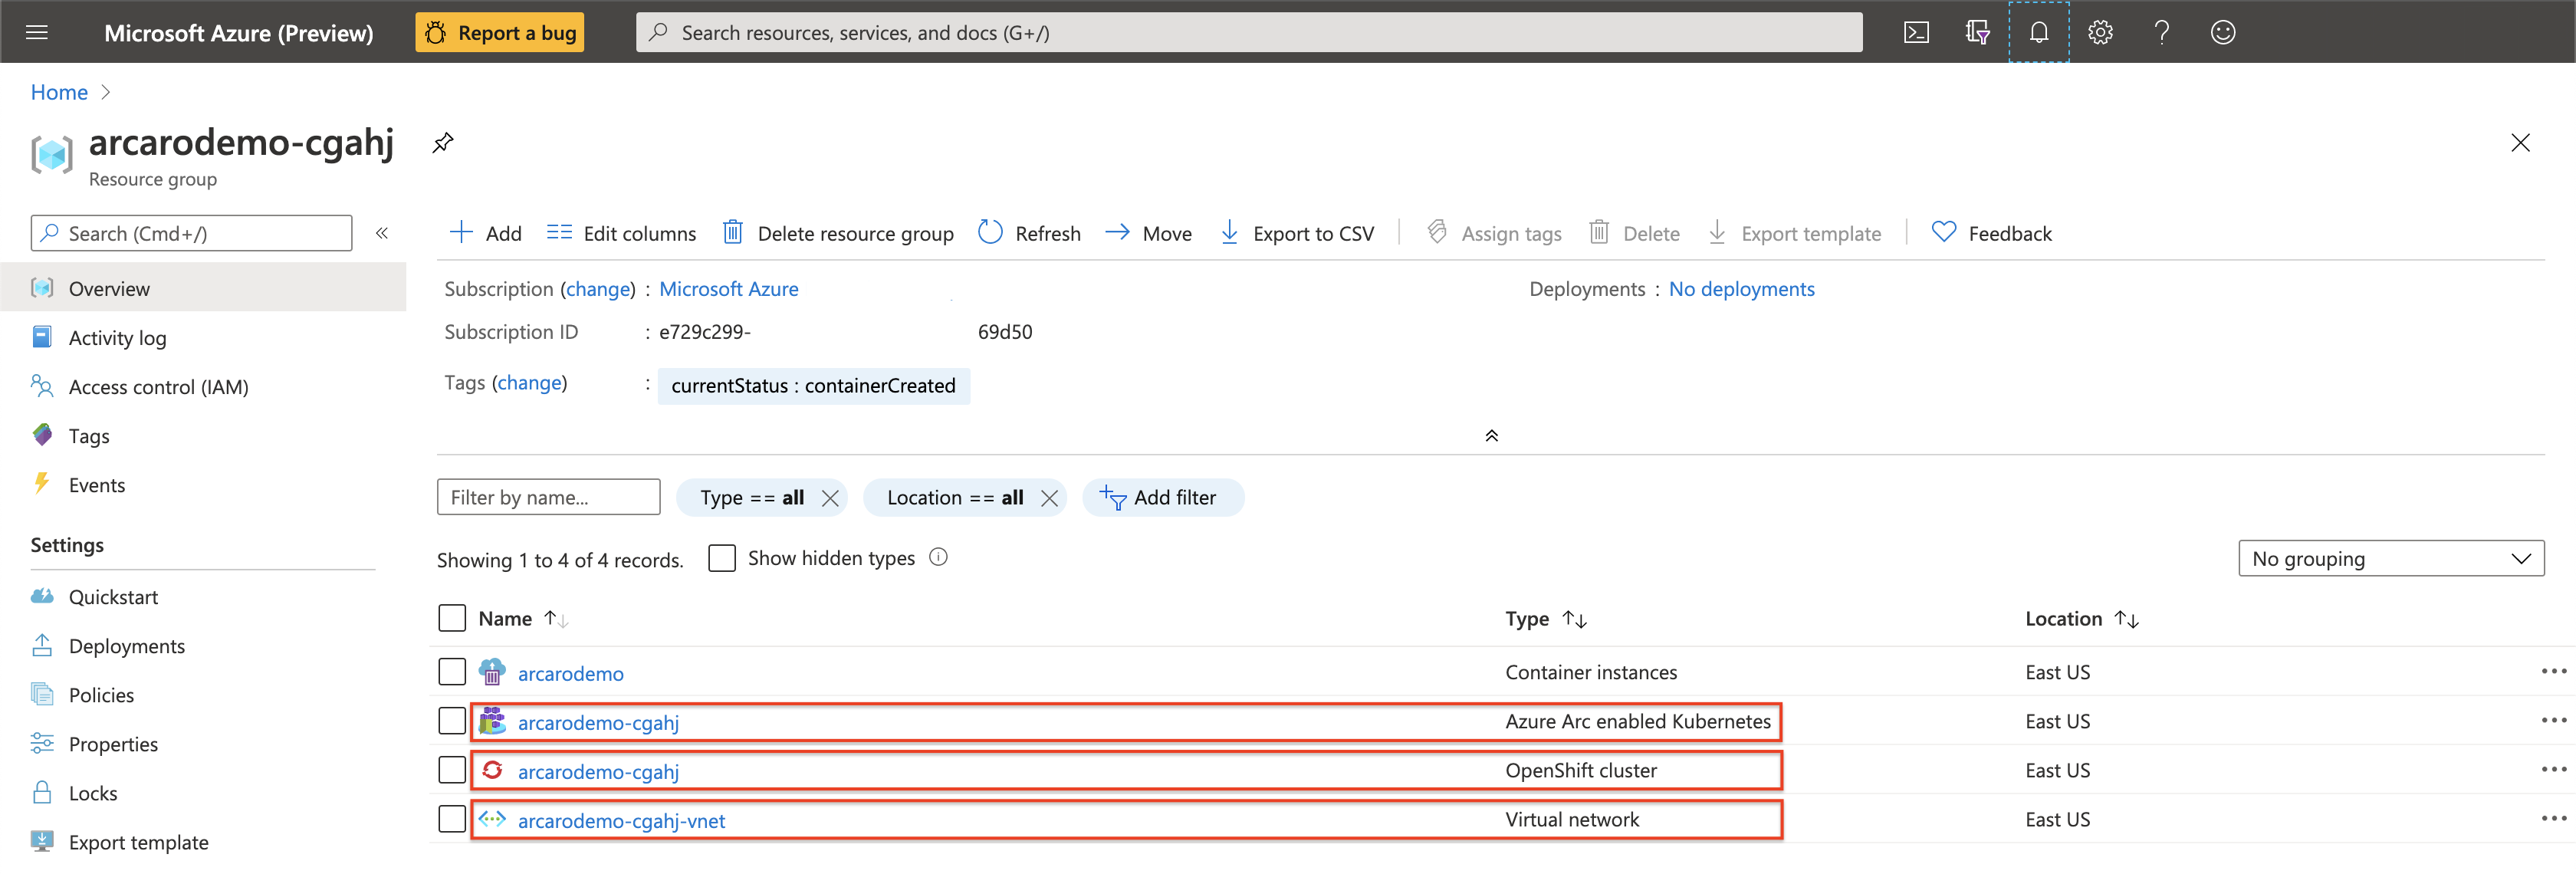 Microsoft Azure (Preview)
Report a bug
Search resources, services, and docs (G+/)
Home
arcarodemo-cgahj
Resource group
Search (Cmd+/)
Add
Edit columns
Delete resource group
Refresh
Move
Export to CSV
Assign tags
Delete
Export template
Feedback
Overview
Activity log
Access control (IAM)
Tags
Events
Settings
Quickstart
Deployments
Policies
Properties
Locks
Export template
Subscription (change) : Microsoft Azure
Deployments : No deployments
Subscription ID : e729c299- 69d50
Tags (change) : currentStatus : containerCreated
Filter by name...
Type == all
Location == all
Add filter
Showing 1 to 4 of 4 records.
Show hidden types
No grouping
Name Type Location
arcarodemo Container instances East US
arcarodemo-cgahj Azure Arc enabled Kubernetes East US
arcarodemo-cgahj OpenShift cluster East US
arcarodemo-cgahj-vnet Virtual network East US